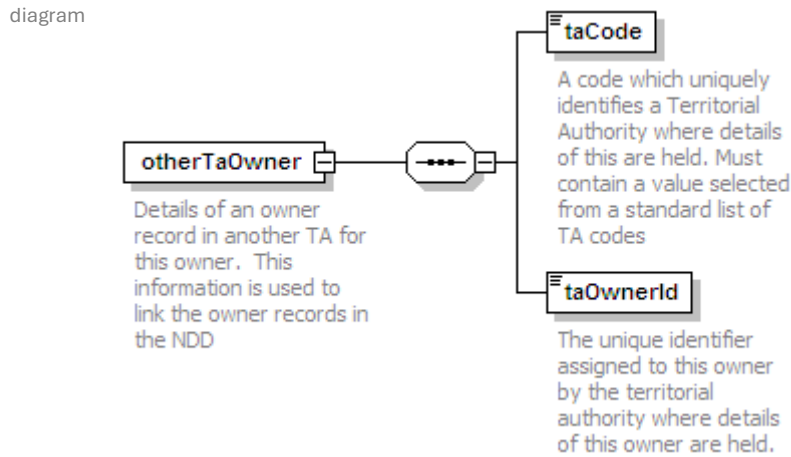 diagram
taCode
A code which uniquely
identifies a Territorial
Authority where details
of this are held. Must
contain a value selected
from a standard list of
TA codes
otherTaOwner
Details of an owner
record in another TA for
this owner.  This
information is used to
link the owner records in
the NDD
taOwnerId
The unique identifier
assigned to this owner
by the territorial
authority where details
of this owner are held.